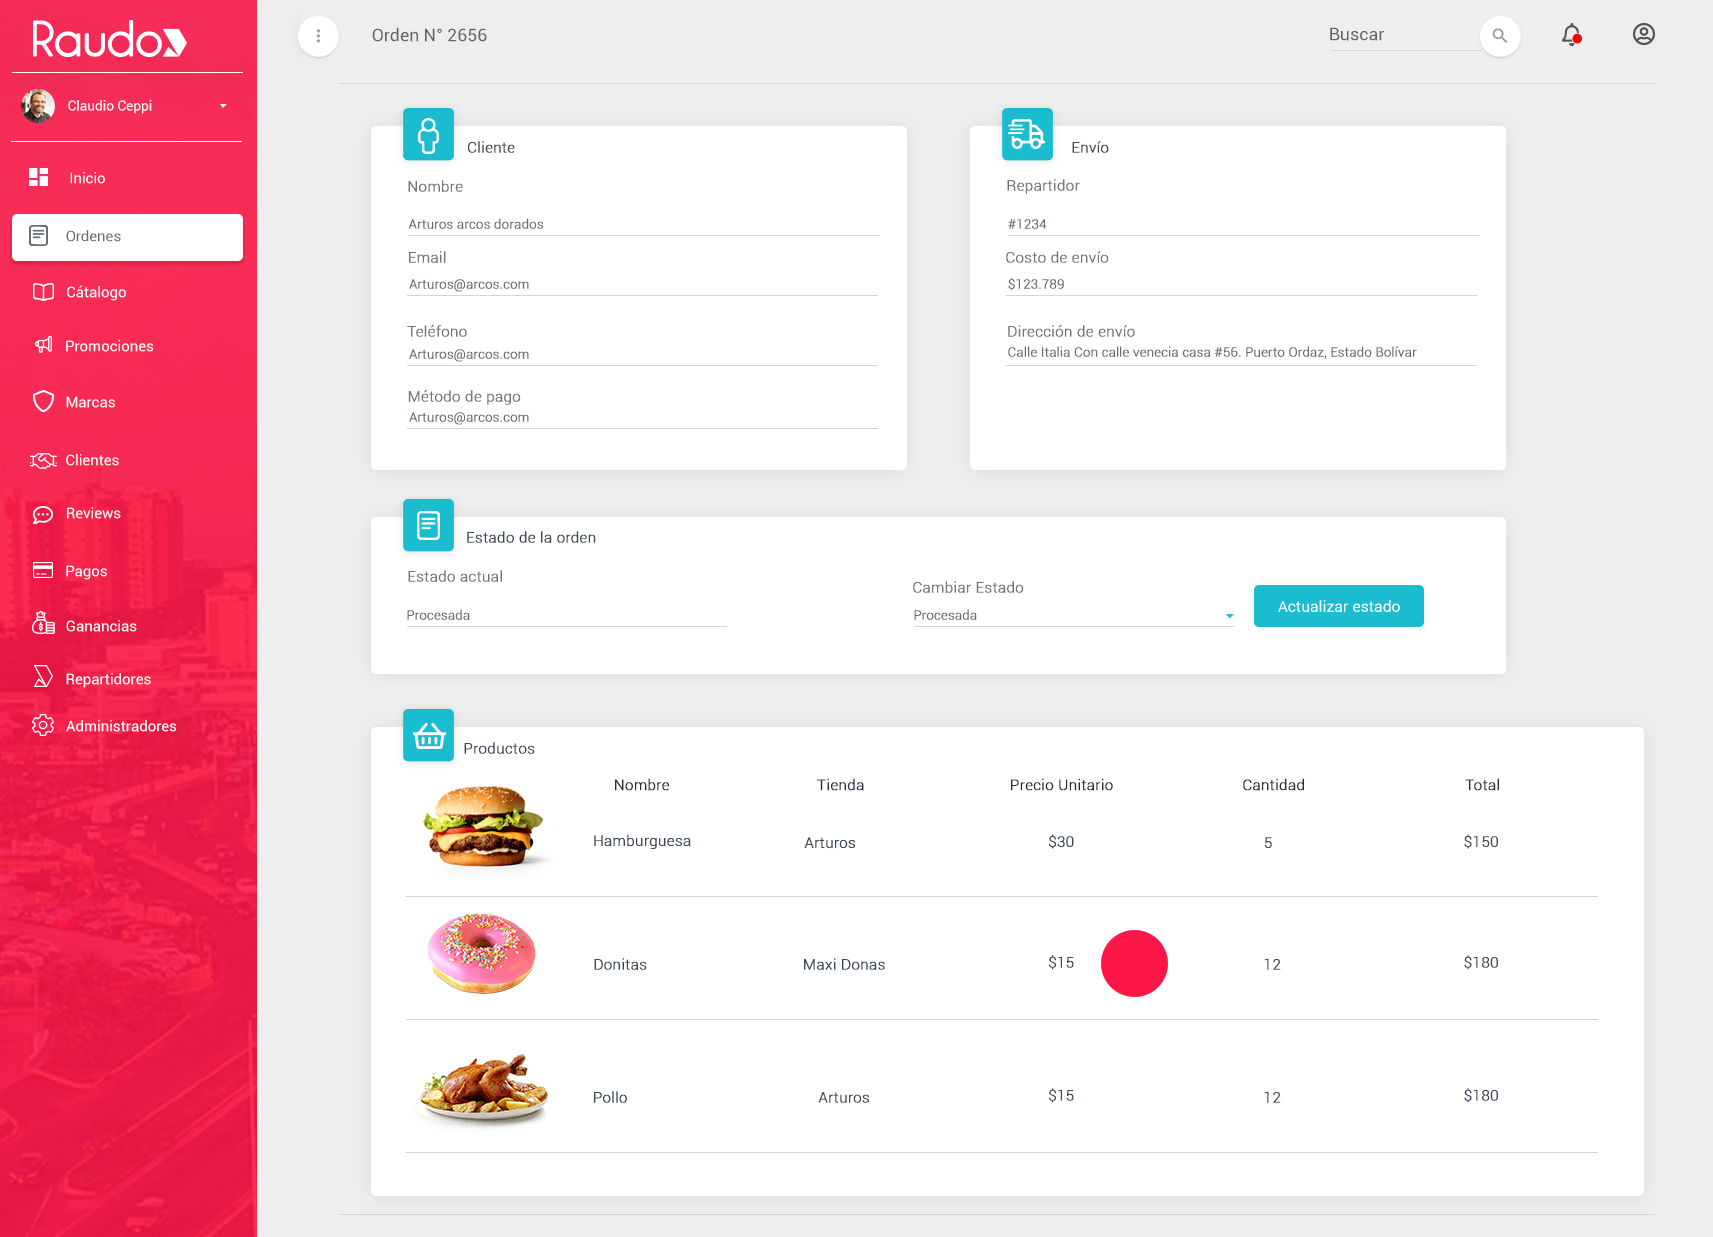 Raudo
Orden N° 2656
Buscar
Claudio Ceppi
Inicio
Ordenes
Cátalogo
Promociones
Marcas
Clientes
Reviews
Pagos
Ganancias
Repartidores
Administradores
Cliente
Nombre
Arturos arcos dorados
Email
Arturos@arcos.com
Teléfono
Arturos@arcos.com
Método de pago
Arturos@arcos.com
Envío
Repartidor
#1234
Costo de envío
$123.789
Dirección de envío
Calle Italia Con calle venecia casa #56. Puerto Ordaz, Estado Bolívar
Estado de la orden
Estado actual
Procesada
Cambiar Estado
Procesada
Actualizar estado
Productos
Nombre Tienda Precio Unitario Cantidad Total
Hamburguesa Arturos $30 5 $150
Donitas Maxi Donas $15 12 $180
Pollo Arturos $15 12 $180